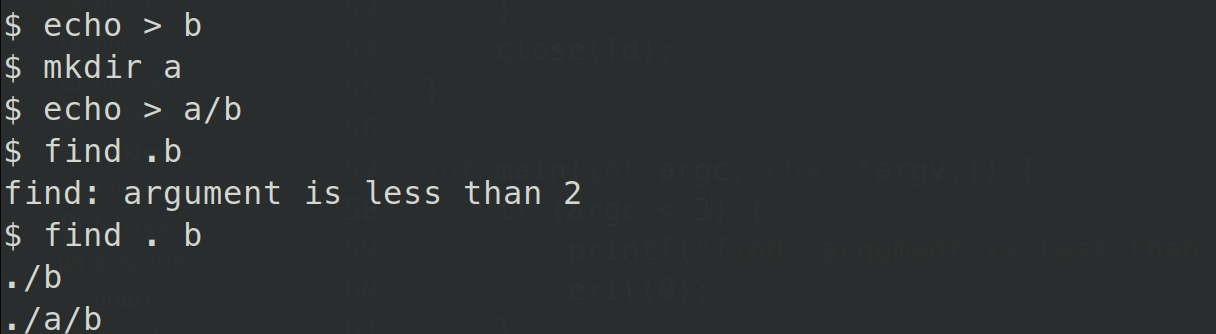 $ echo > b
$ mkdir a
$ echo > a/b
$ find .b
find: argument is less than 2
$ find . b
./b
./a/b